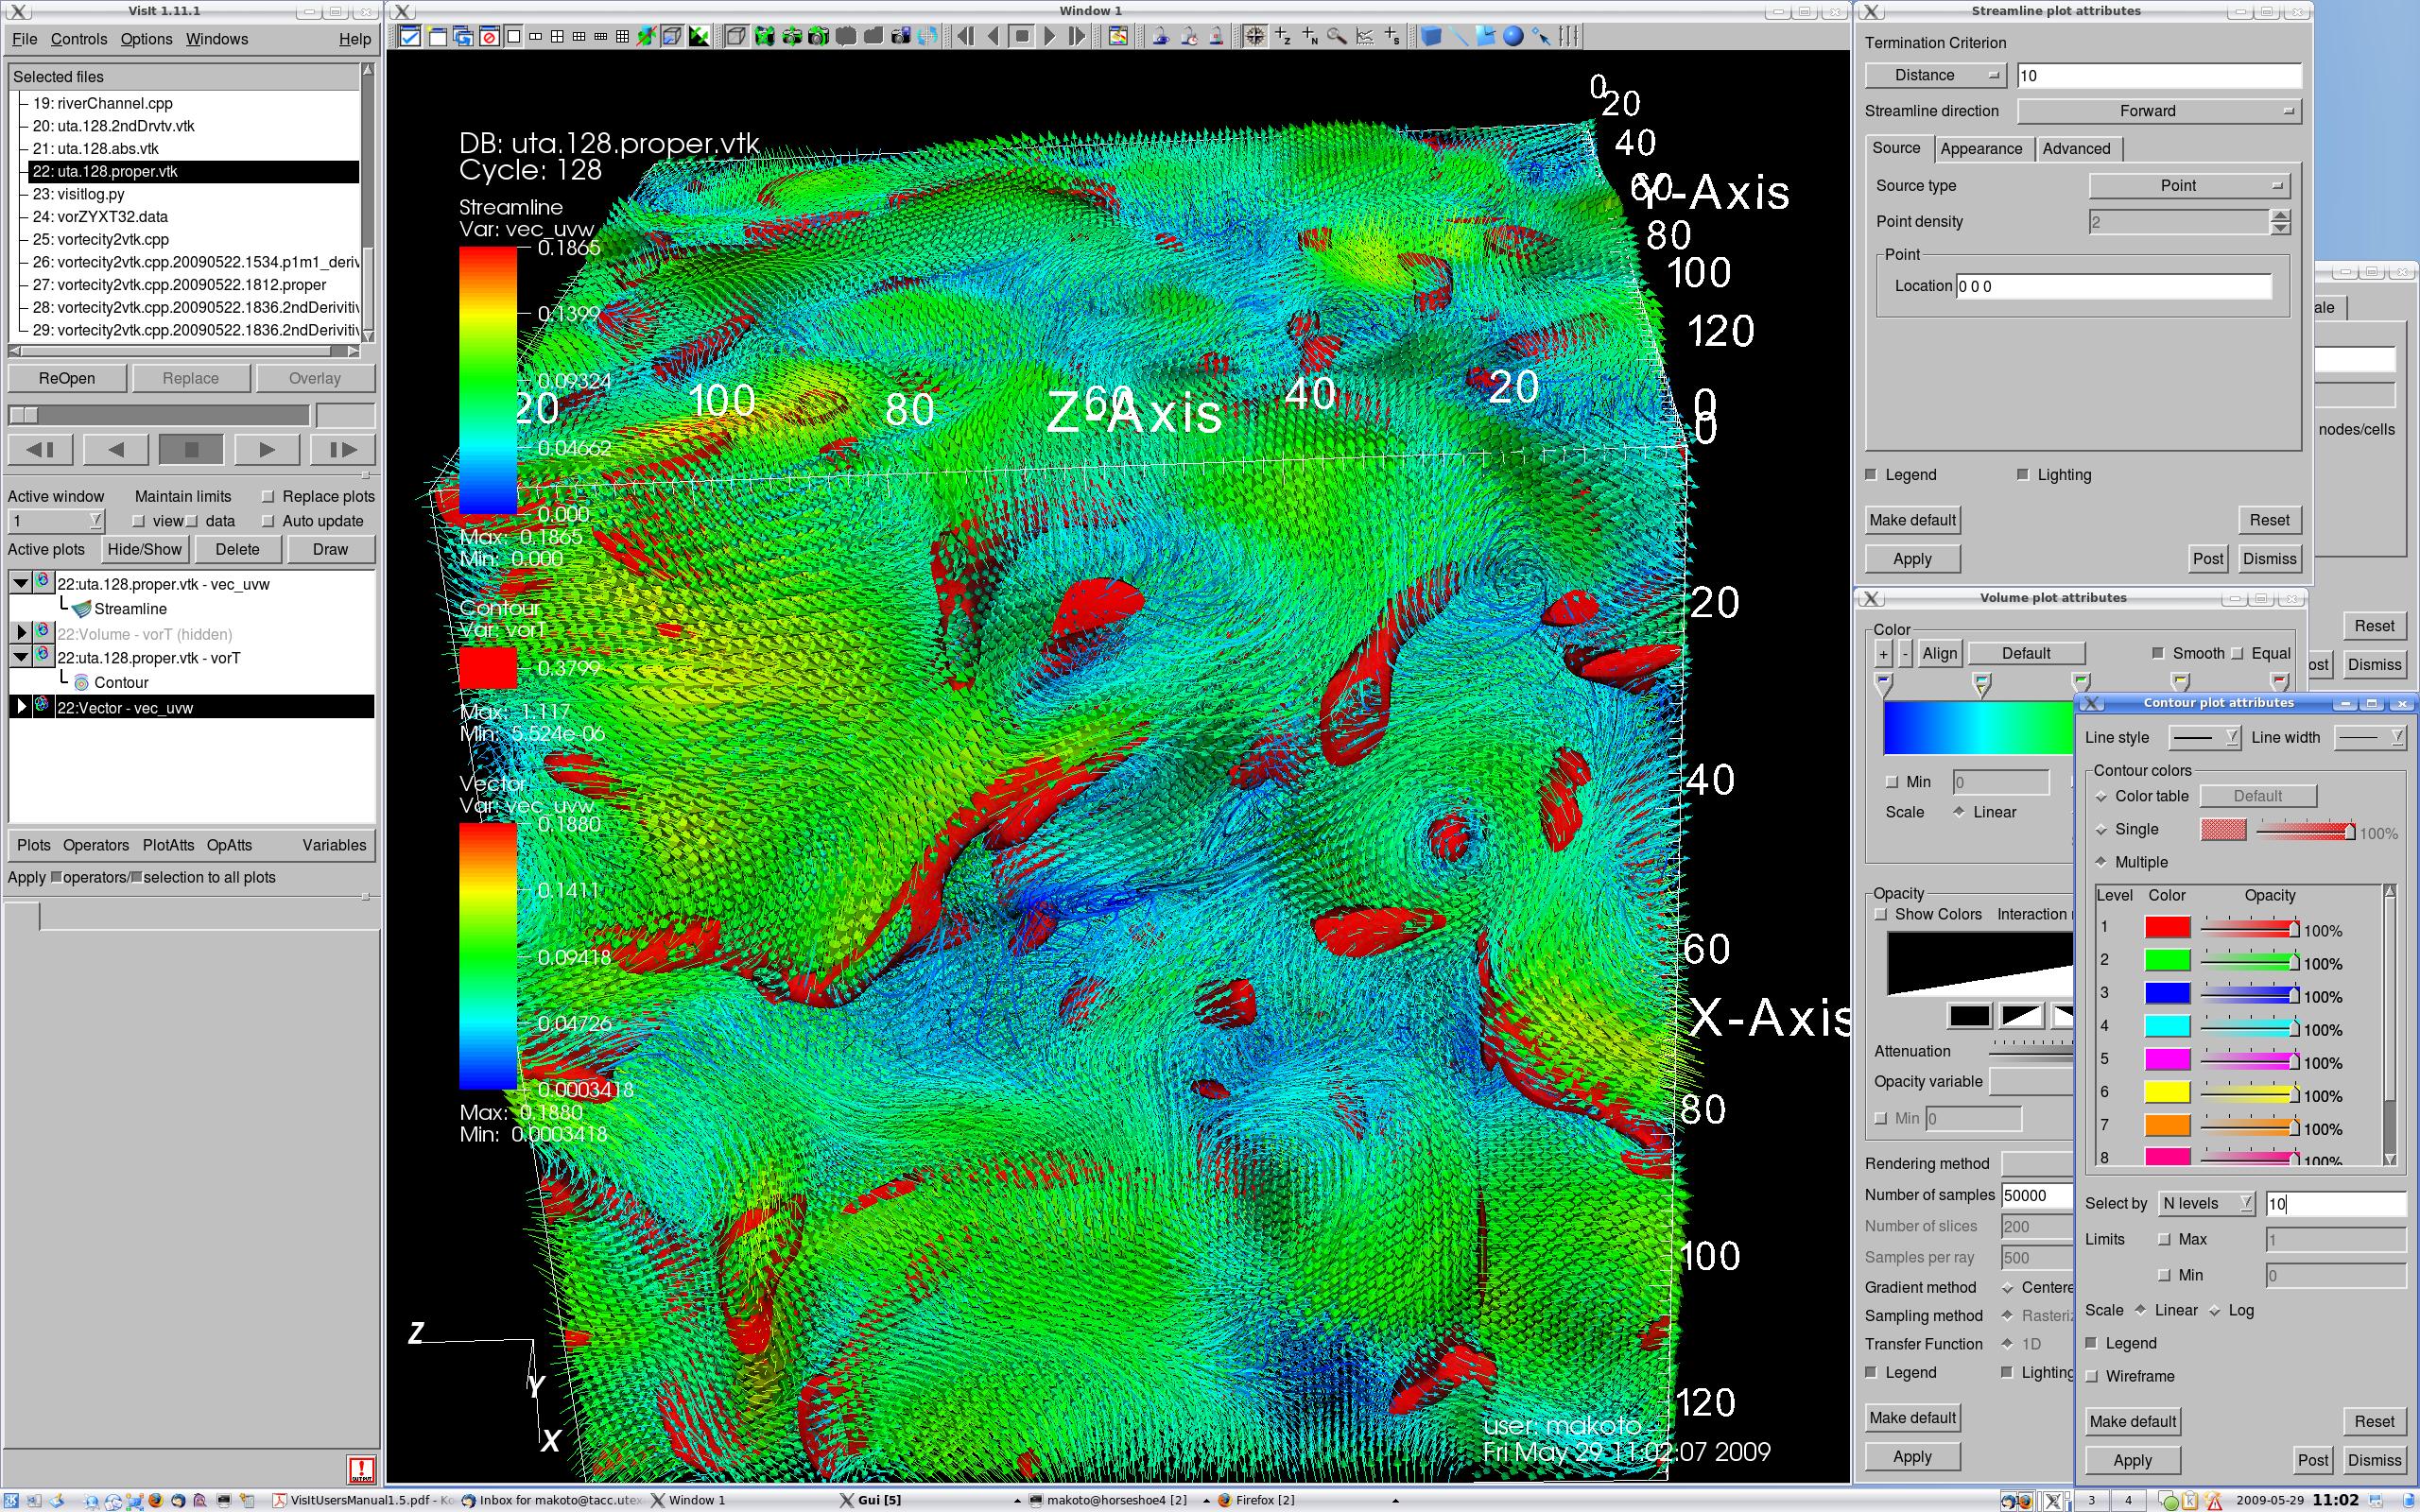 VisIt 1.11.1
File Controls Options Windows Help
Selected files
19: riverChannel.cpp
20: uta.128.2ndDrvtv.vtk
21: uta.128.abs.vtk
22: uta.128.proper.vtk
23: visitlog.py
24: vorZYXT32.data
25: vortecity2vtk.cpp
26: vortecity2vtk.cpp.20090522.1534.p1m1_deriv
27: vortecity2vtk.cpp.20090522.1812.proper
28: vortecity2vtk.cpp.20090522.1836.2ndDerivitiv
29: vortecity2vtk.cpp.20090522.1836.2ndDerivitiv
ReOpen Replace Overlay
Active window Maintain limits Replace plots
1 view data Auto update
Active plots Hide/Show Delete Draw
22:uta.128.proper.vtk - vec_uvw
Streamline
22:Volume - vorT (hidden)
22:uta.128.proper.vtk - vorT
Contour
22:Vector - vec_uvw
Plots Operators PlotAtts OpAtts Variables
Apply operators/ selection to all plots
Window 1
DB: uta.128.proper.vtk
Cycle: 128
Streamline
Var: vec_uvw
0.1865
0.1399
0.09324
0.04662
0.000
Max: 0.1865
Min: 0.000
Contour
Var: vorT
0.3799
Max: 1.117
Min: 5.524e-06
Vector
Var: vec_uvw
0.1880
0.1411
0.09418
0.04726
0.0003418
Max: 0.1880
Min: 0.0003418
0
20
40
60
Y-Axis
80
100
120
20 100 80 60 40 20 0
Z-Axis
0
20
40
60
X-Axis
80
100
120
Z
Y
X
user: makoto
Fri May 29 11:02:07 2009
Streamline plot attributes
Termination Criterion
Distance 10
Streamline direction Forward
Source Appearance Advanced
Source type Point
Point density 2
Point
Location 0 0 0
Legend Lighting
Make default Reset
Apply Post Dismiss
ale
nodes/cells
Reset
ost Dismiss
Volume plot attributes
Color
+ - Align Default Smooth Equal
Min 0
Scale Linear
Opacity
Show Colors Interaction
Attenuation
Opacity variable
Min 0
Rendering method
Number of samples 50000
Number of slices 200
Samples per ray 500
Gradient method Centere
Sampling method Rasteriz
Transfer Function 1D
Legend Lighting
Make default
Apply
Contour plot attributes
Line style Line width
Contour colors
Color table Default
Single 100%
Multiple
Level Color Opacity
1 100%
2 100%
3 100%
4 100%
5 100%
6 100%
7 100%
8 100%
Select by N levels 10
Limits Max 1
Min 0
Scale Linear Log
Legend
Wireframe
Make default Reset
Apply Post Dismiss
VisItUsersManual1.5.pdf - K
Inbox for makoto@tacc.utex
Window 1
Gui [5]
makoto@horseshoe4 [2]
Firefox [2]
3 4
2009-05-29 11:02